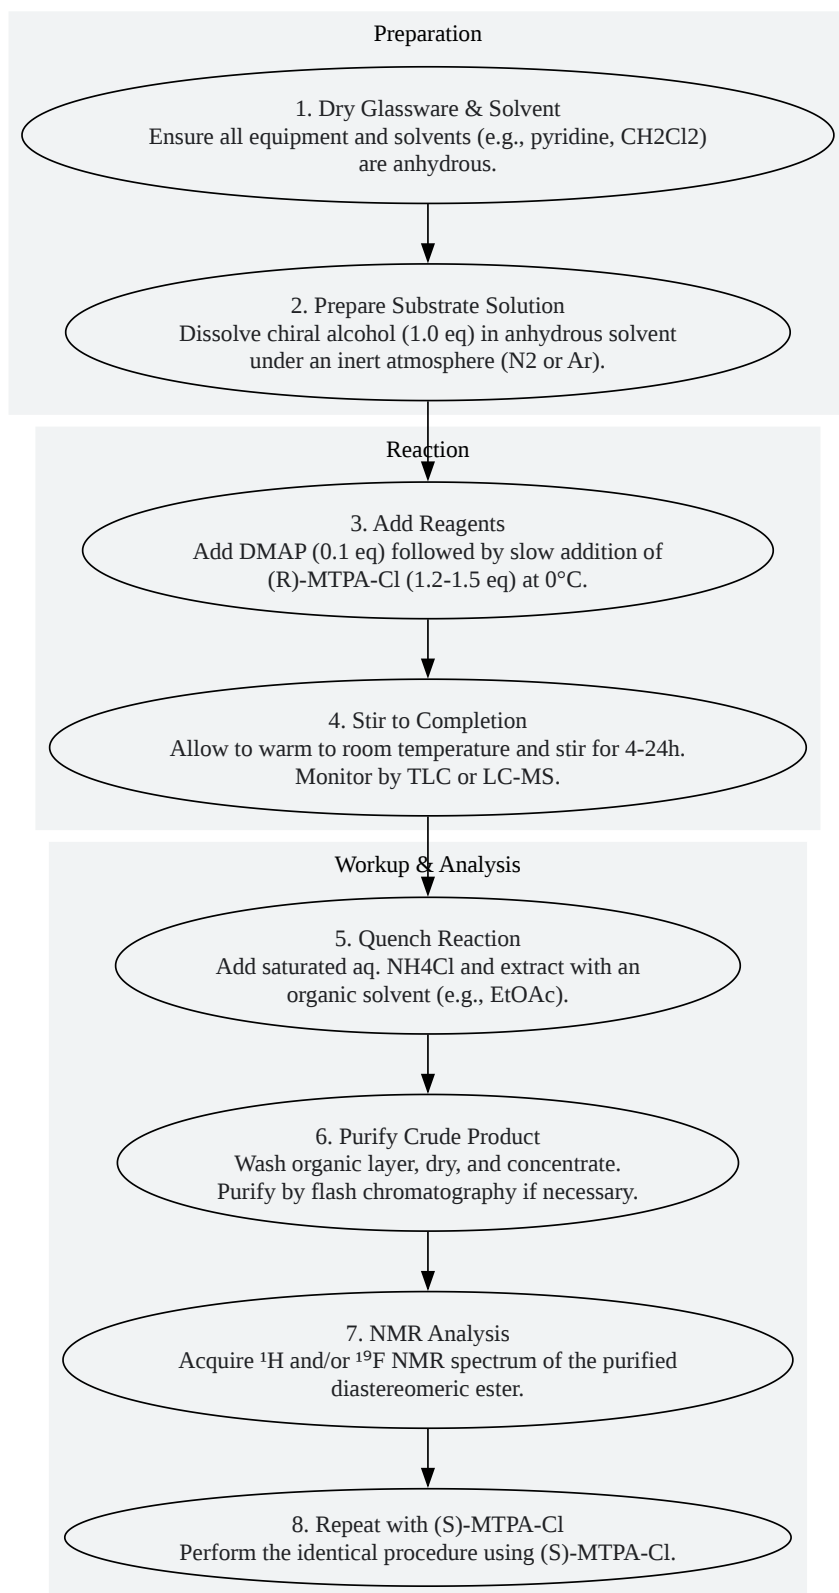 Preparation
1. Dry Glassware & Solvent
Ensure all equipment and solvents (e.g., pyridine, CH2Cl2)
are anhydrous.
2. Prepare Substrate Solution
Dissolve chiral alcohol (1.0 eq) in anhydrous solvent
under an inert atmosphere (N2 or Ar).
Reaction
3. Add Reagents
Add DMAP (0.1 eq) followed by slow addition of
(R)-MTPA-Cl (1.2-1.5 eq) at 0°C.
4. Stir to Completion
Allow to warm to room temperature and stir for 4-24h.
Monitor by TLC or LC-MS.
Workup & Analysis
5. Quench Reaction
Add saturated aq. NH4Cl and extract with an
organic solvent (e.g., EtOAc).
6. Purify Crude Product
Wash organic layer, dry, and concentrate.
Purify by flash chromatography if necessary.
7. NMR Analysis
Acquire ¹H and/or ¹⁹F NMR spectrum of the purified
diastereomeric ester.
8. Repeat with (S)-MTPA-Cl
Perform the identical procedure using (S)-MTPA-Cl.